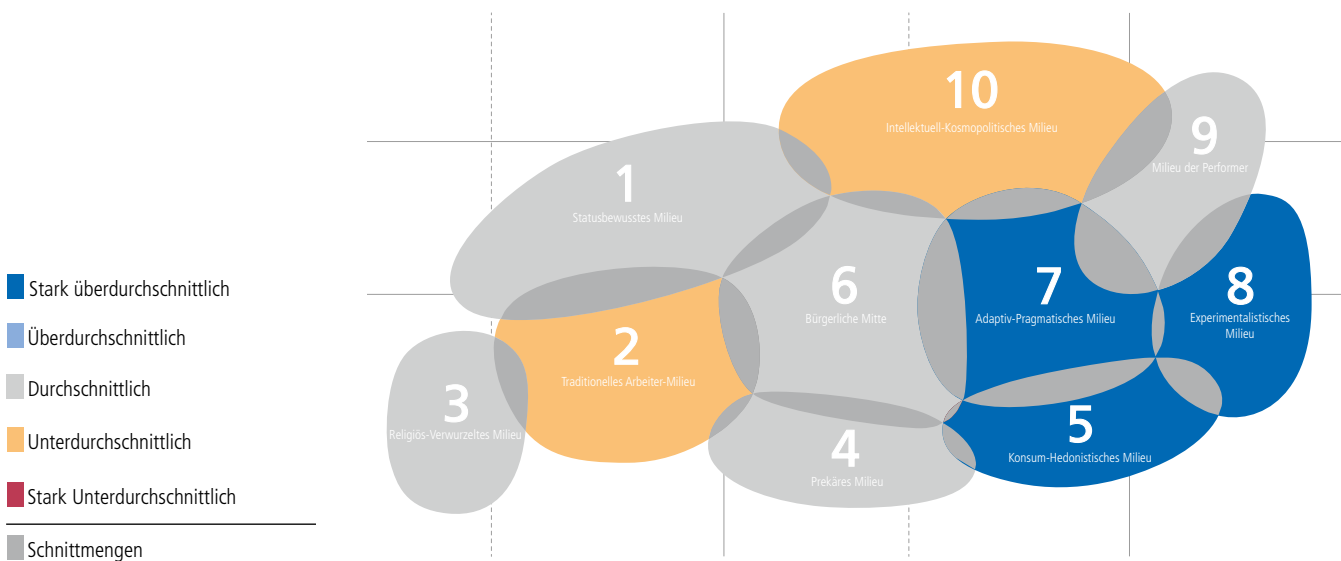 Stark überdurchschnittlich
Überdurchschnittlich
Durchschnittlich
Unterdurchschnittlich
Stark Unterdurchschnittlich
Schnittmengen
10
Intellektuell-Kosmopolitisches Milieu
9
Milieu der Performer
1
Statusbewusstes Milieu
6
Bürgerliche Mitte
7
Adaptiv-Pragmatisches Milieu
8
Experimentalistisches
Milieu
2
Traditionelles Arbeiter-Milieu
3
Religiös-Verwurzeltes Milieu
4
Prekäres Milieu
5
Konsum-Hedonistisches Milieu